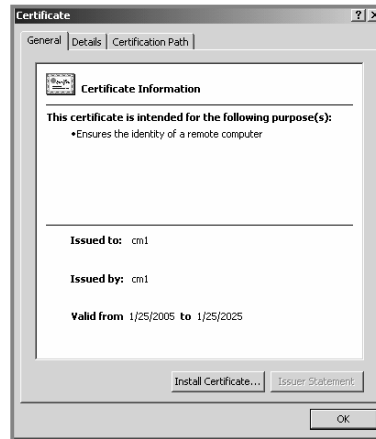 Certificate
General Details Certification Path
Certificate Information
This certificate is intended for the following purpose(s):
•Ensures the identity of a remote computer
Issued to: cm1
Issued by: cm1
Valid from 1/25/2005 to 1/25/2025
Install Certificate... Issuer Statement
OK